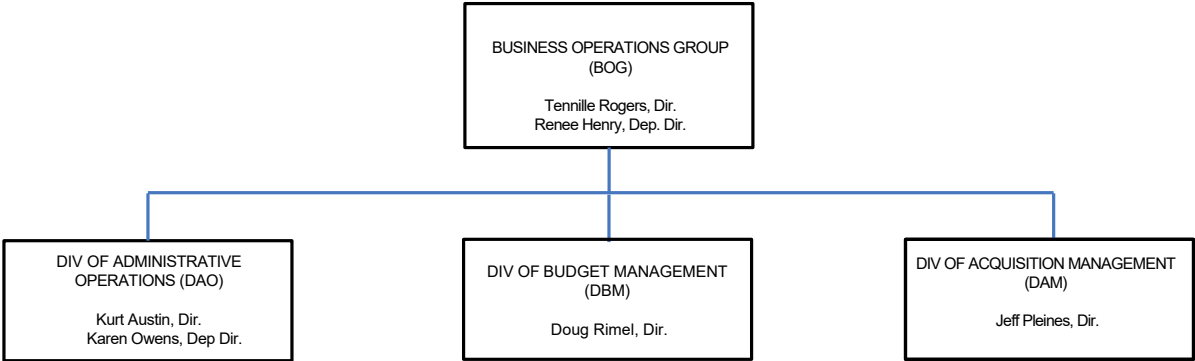 BUSINESS OPERATIONS GROUP
(BOG)
Tennille Rogers, Dir.
Renee Henry, Dep. Dir.
DIV OF ADMINISTRATIVE
OPERATIONS (DAO)
Kurt Austin, Dir.
Karen Owens, Dep Dir.
DIV OF BUDGET MANAGEMENT
(DBM)
Doug Rimel, Dir.
DIV OF ACQUISITION MANAGEMENT
(DAM)
Jeff Pleines, Dir.